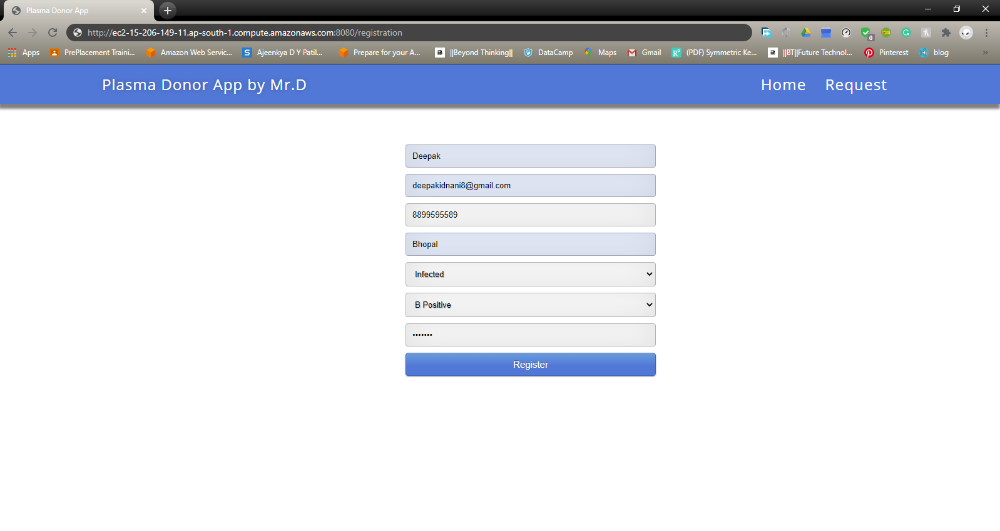 Plasma Donor App
http://ec2-15-206-149-11.ap-south-1.compute.amazonaws.com:8080/registration
Apps PrePlacement Traini... Amazon Web Servic... Ajeenkya D Y Patil... Prepare for your A... ||Beyond Thinking|| DataCamp Maps Gmail (PDF) Symmetric Ke... ||BT||Future Technol... Pinterest blog
Plasma Donor App by Mr.D Home Request
Deepak
deepakidnani8@gmail.com
8899595589
Bhopal
Infected
B Positive
•••••••
Register